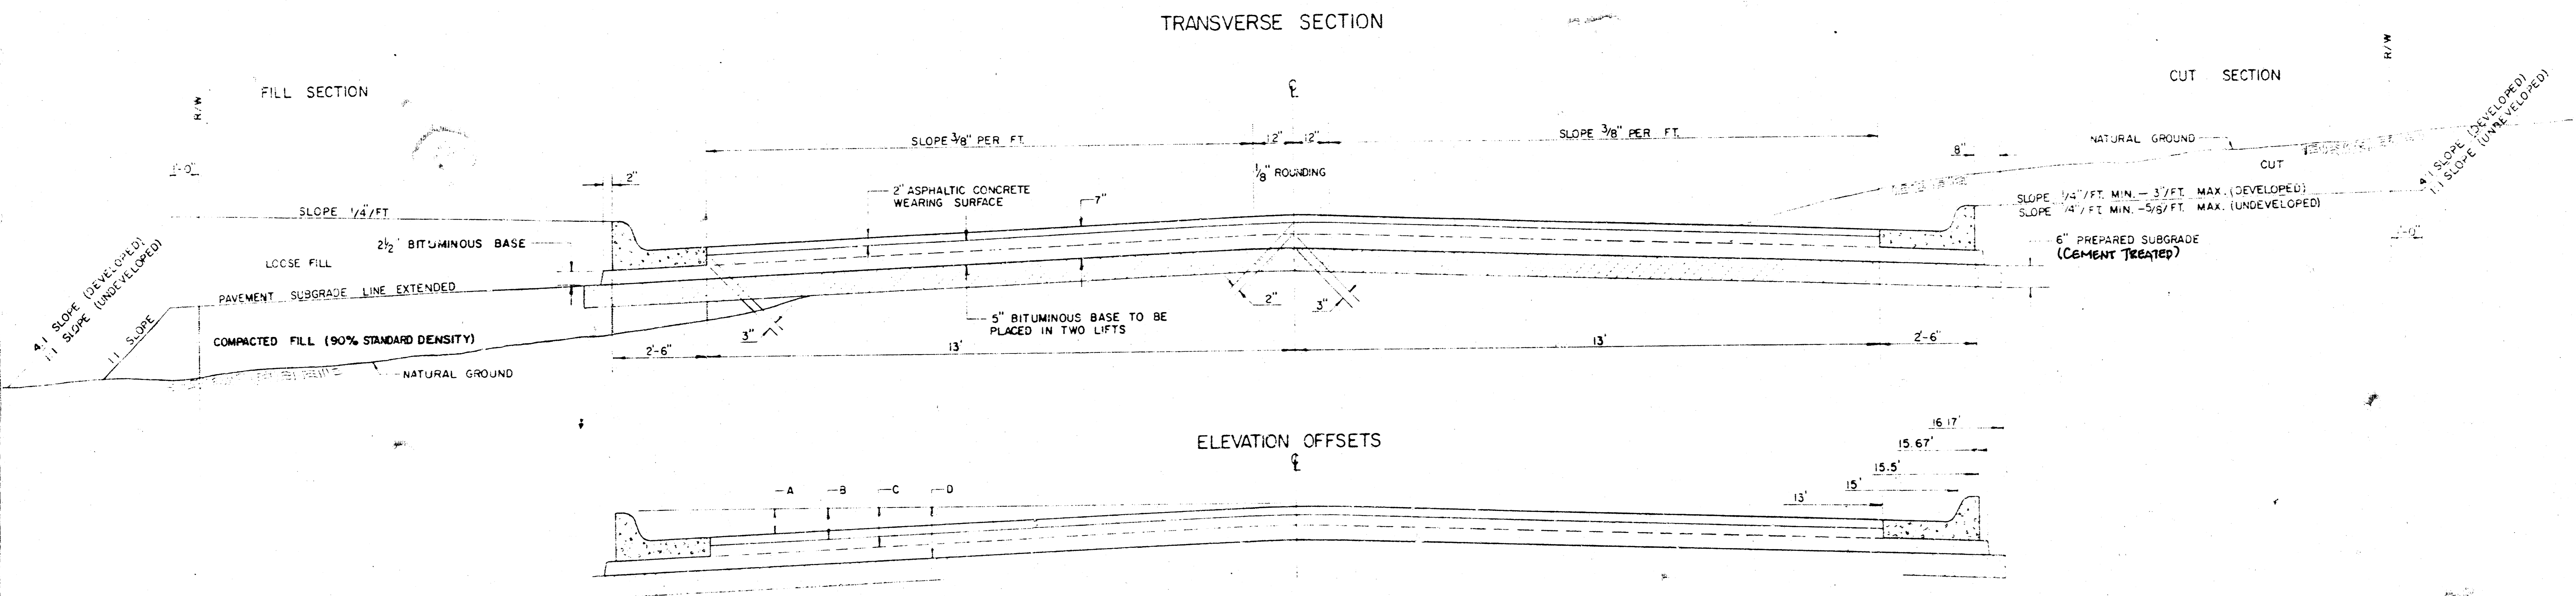 TRANSVERSE SECTION
R/W
CUT SECTION
FILL SECTION
R/W
℄
SLOPE 3/8" PER FT.
12" 12"
SLOPE 3/8" PER FT.
NATURAL GROUND
8"
CUT
4:1 SLOPE (DEVELOPED)
1:1 SLOPE (UNDEVELOPED)
1'-0"
2"
1/8" ROUNDING
2" ASPHALTIC CONCRETE
WEARING SURFACE
7"
SLOPE 1/4"/FT. MIN. - 3"/FT. MAX. (DEVELOPED)
SLOPE 1/4"/FT MIN. -5/6/FT. MAX. (UNDEVELOPED)
SLOPE 1/4"/FT
2½' BITUMINOUS BASE
6" PREPARED SUBGRADE
(CEMENT TREATED)
LOOSE FILL
4:1 SLOPE (DEVELOPED)
1:1 SLOPE (UNDEVELOPED)
PAVEMENT SUBGRADE LINE EXTENDED
2"
3"
1:1 SLOPE
5" BITUMINOUS BASE TO BE
PLACED IN TWO LIFTS
3"
COMPACTED FILL (90% STANDARD DENSITY)
2'-6"
13'
13'
2'-6"
NATURAL GROUND
16.17'
ELEVATION OFFSETS
15.67'
℄
15.5'
15'
13'
A B C D